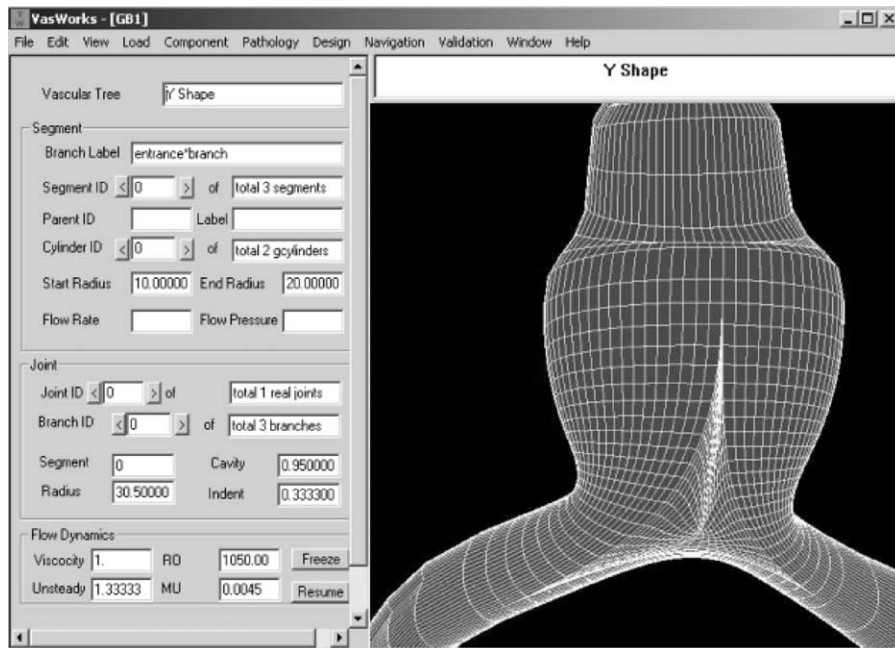 VasWorks - [GB1]
File Edit View Load Component Pathology Design Navigation Validation Window Help
Y Shape
Vascular Tree Y Shape
Segment
Branch Label entrance*branch
Segment ID < 0 > of total 3 segments
Parent ID Label
Cylinder ID < 0 > of total 2 gcylinders
Start Radius 10.00000 End Radius 20.00000
Flow Rate Flow Pressure
Joint
Joint ID < 0 > of total 1 real joints
Branch ID < 0 > of total 3 branches
Segment 0 Cavity 0.950000
Radius 30.50000 Indent 0.333300
Flow Dynamics
Viscocity 1. RO 1050.00 Freeze
Unsteady 1.33333 MU 0.0045 Resume